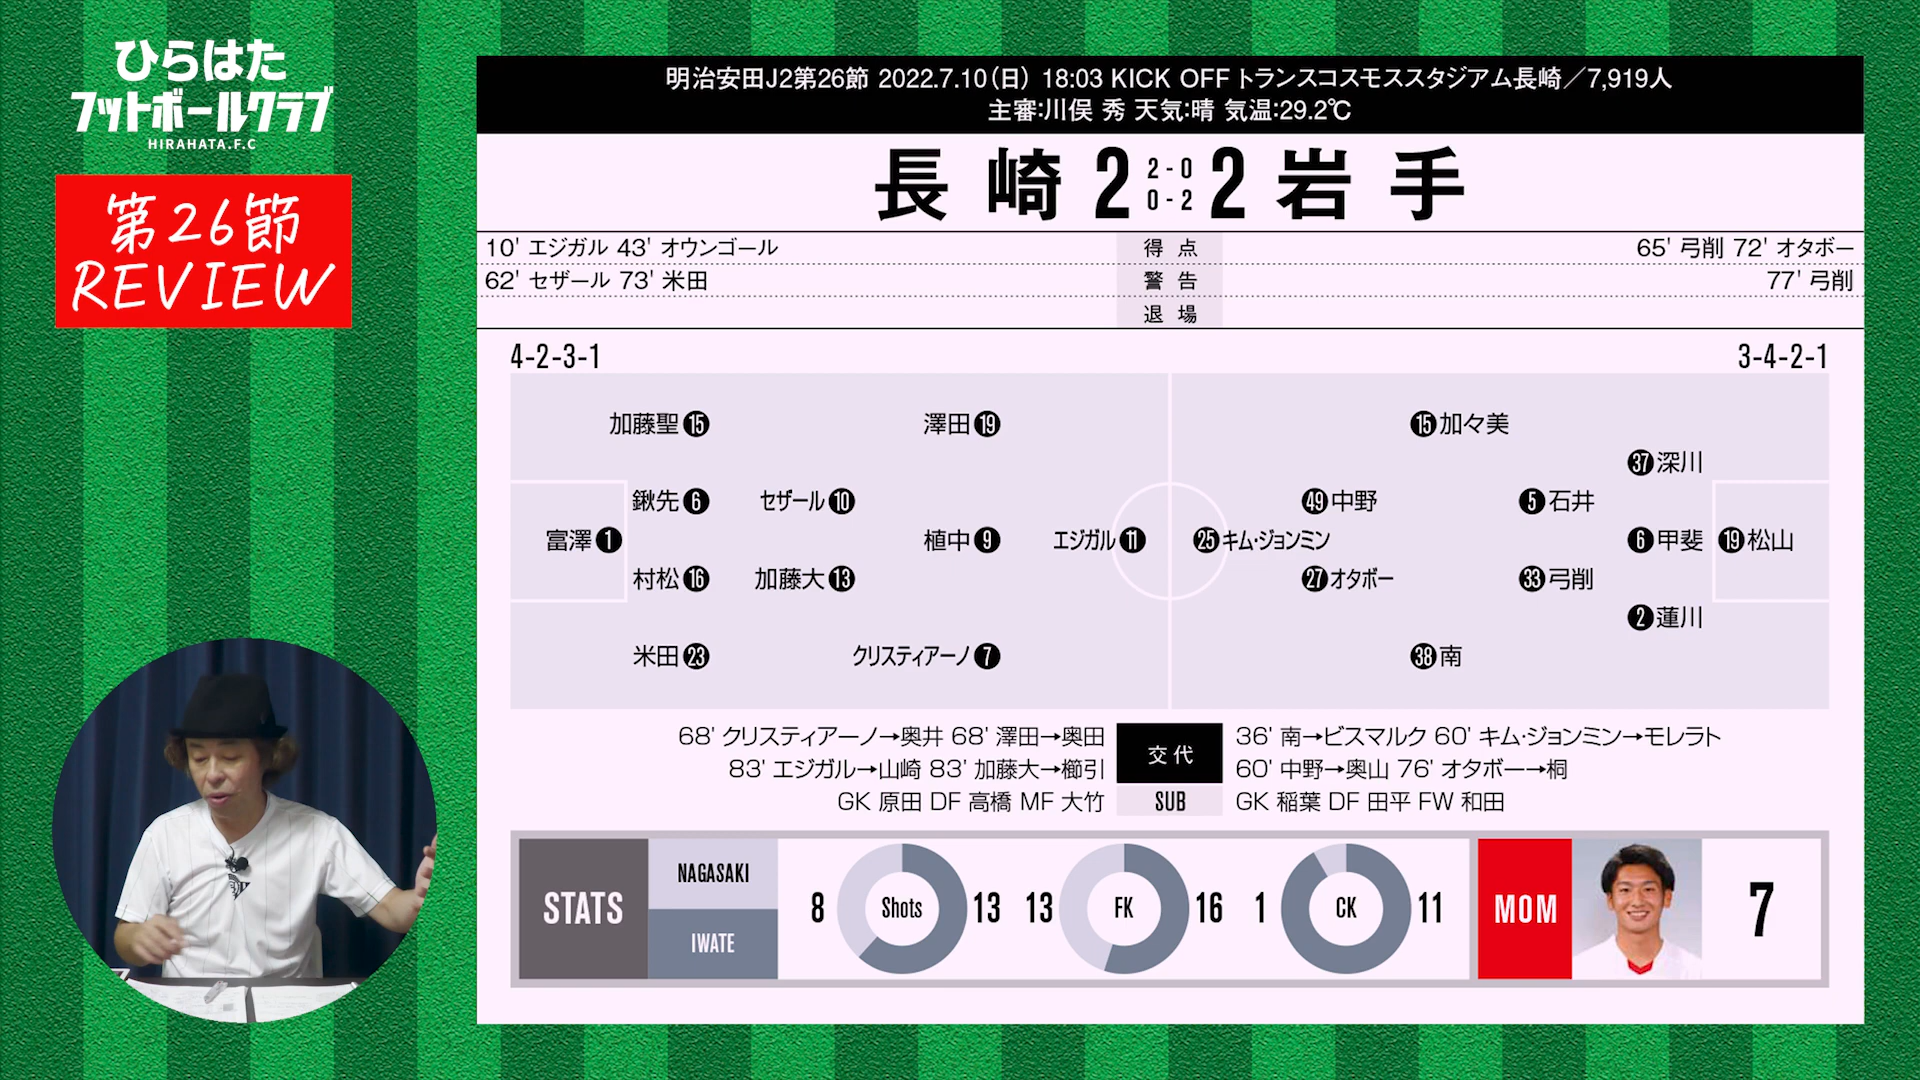 ひらはた
フットボールクラブ
HIRAHATA.F.C
第26節
REVIEW
明治安田J2第26節 2022.7.10(日) 18:03 KICK OFF トランスコスモススタジアム長崎／7,919人
主審:川俣 秀 天気:晴 気温:29.2℃
長崎 2 2-0 2 岩手
0-2
10' エジガル 43' オウンゴール 得点 65' 弓削 72' オタボー
62' セザール 73' 米田 警告 77' 弓削
退場
4-2-3-1 3-4-2-1
加藤聖 15 澤田 19 15 加々美
37 深川
鍬先 6 セザール 10 49 中野 5 石井
富澤 1 植中 9 エジガル 11 25 キム・ジョンミン 6 甲斐 19 松山
村松 16 加藤大 13 27 オタボー 33 弓削
2 蓮川
米田 23 クリスティアーノ 7 38 南
68' クリスティアーノ→奥井 68' 澤田→奥田 交代 36' 南→ビスマルク 60' キム・ジョンミン→モレラト
83' エジガル→山崎 83' 加藤大→櫛引 60' 中野→奥山 76' オタボー→桐
GK 原田 DF 高橋 MF 大竹 SUB GK 稲葉 DF 田平 FW 和田
STATS NAGASAKI 8 Shots 13 13 FK 16 1 CK 11 MOM 7
IWATE